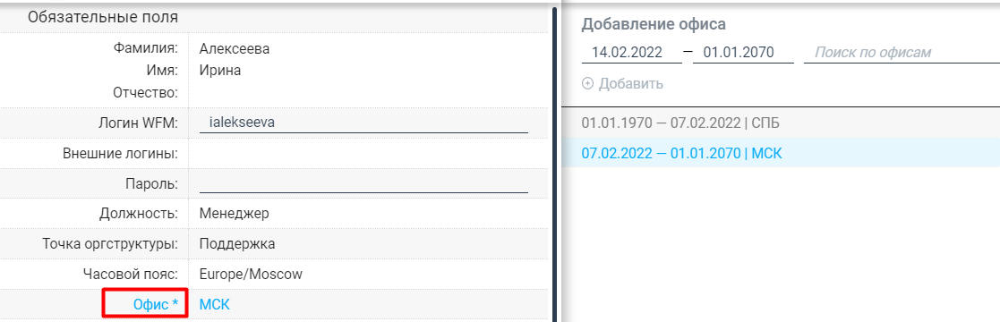 Обязательные поля
Фамилия: Алексеева
Имя: Ирина
Отчество:
Логин WFM: ialekseeva
Внешние логины:
Пароль:
Должность: Менеджер
Точка оргструктуры: Поддержка
Часовой пояс: Europe/Moscow
Офис * МСК
Добавление офиса
14.02.2022 — 01.01.2070 Поиск по офисам
Добавить
01.01.1970 — 07.02.2022 | СПБ
07.02.2022 — 01.01.2070 | МСК